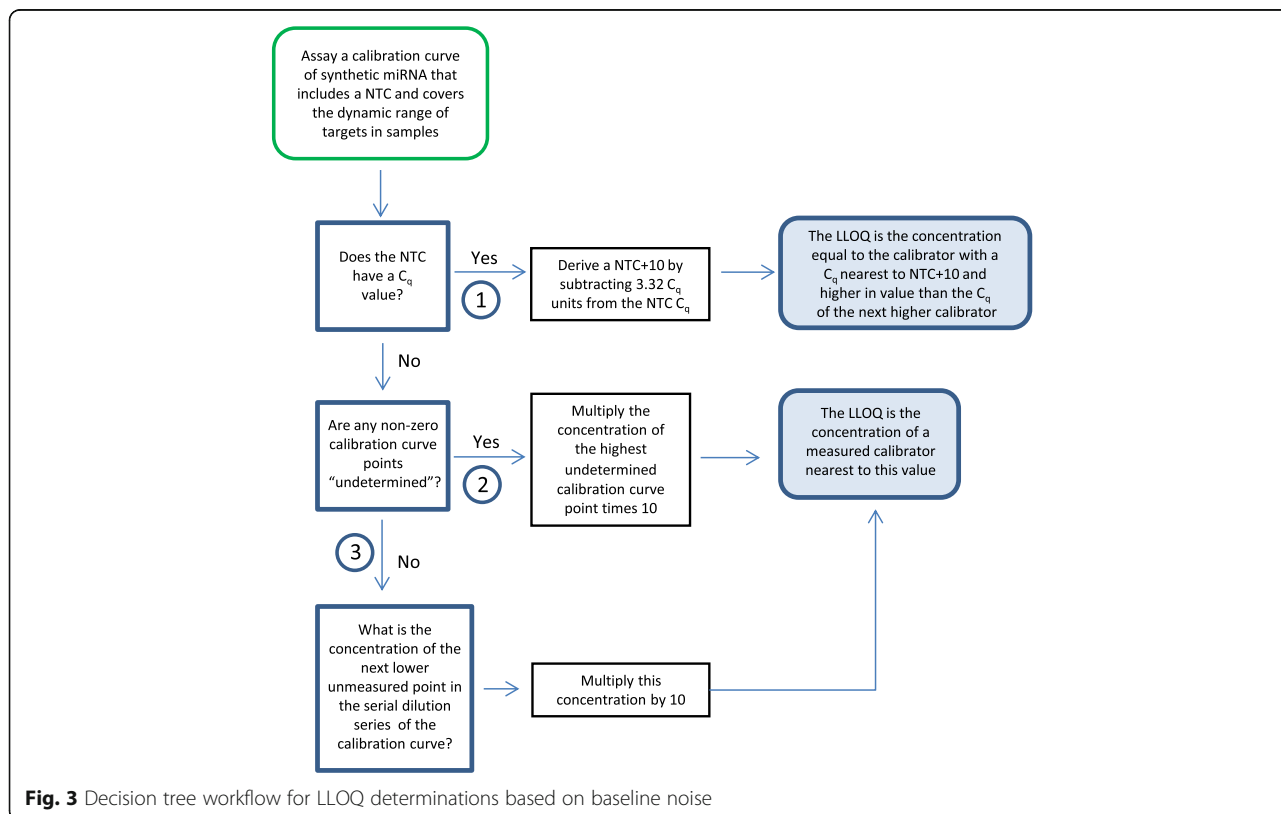 Assay a calibration curve
of synthetic miRNA that
includes a NTC and covers
the dynamic range of
targets in samples
Does the NTC
have a Cq
value?
Yes
1
Derive a NTC+10 by
subtracting 3.32 Cq
units from the NTC Cq
The LLOQ is the concentration
equal to the calibrator with a
Cq nearest to NTC+10 and
higher in value than the Cq
of the next higher calibrator
No
Are any non-zero
calibration curve
points
“undetermined”?
Yes
2
Multiply the
concentration of
the highest
undetermined
calibration curve
point times 10
The LLOQ is the
concentration of a
measured calibrator
nearest to this value
3
No
What is the
concentration of the
next lower
unmeasured point in
the serial dilution
series of the
calibration curve?
Multiply this
concentration by 10
Fig. 3 Decision tree workflow for LLOQ determinations based on baseline noise